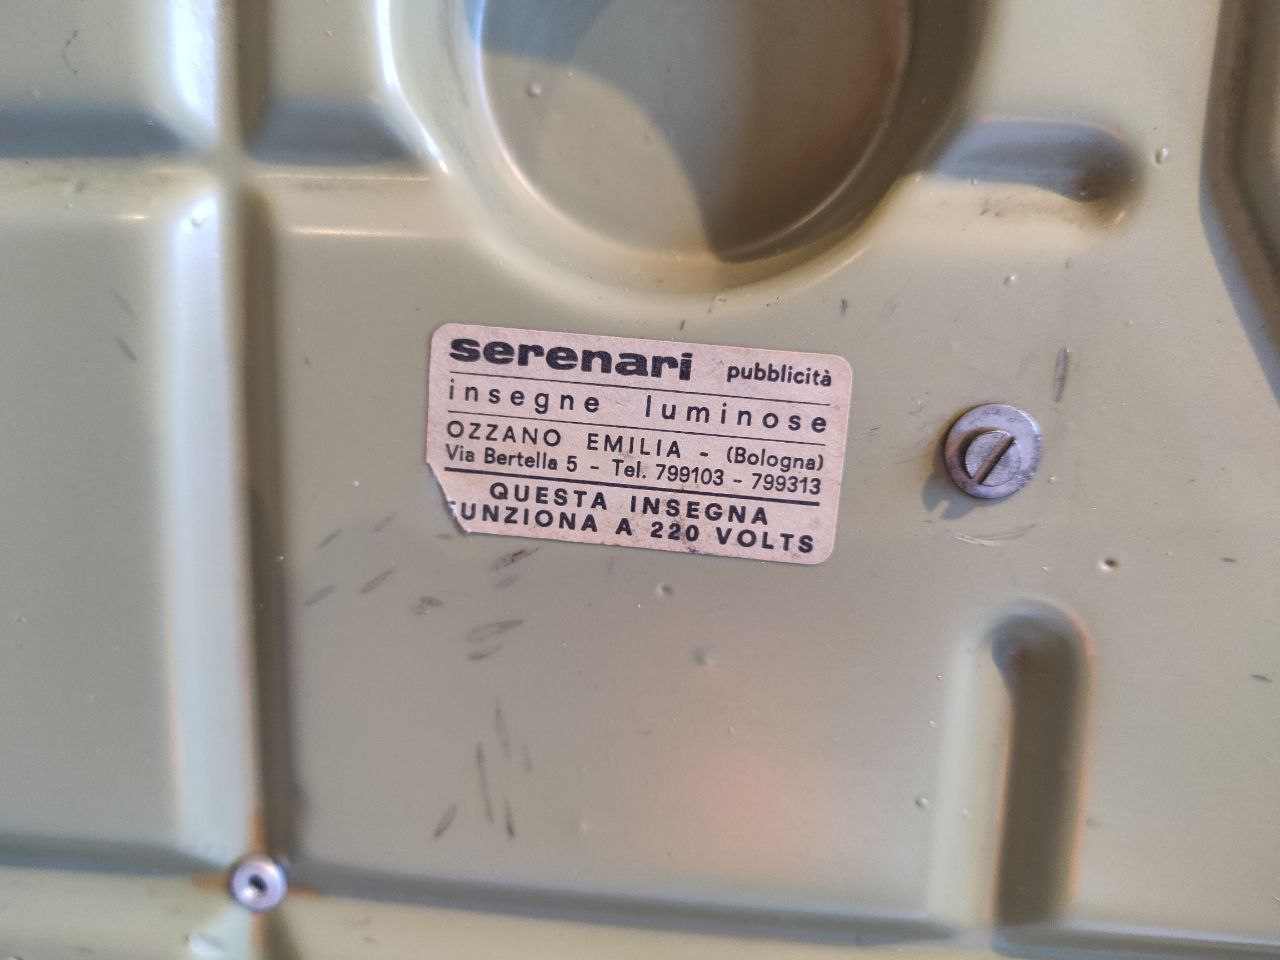 serenari pubblicità
insegne luminose
OZZANO EMILIA - (Bologna)
Via Bertella 5 - Tel. 799103 - 799313
QUESTA INSEGNA
FUNZIONA A 220 VOLTS